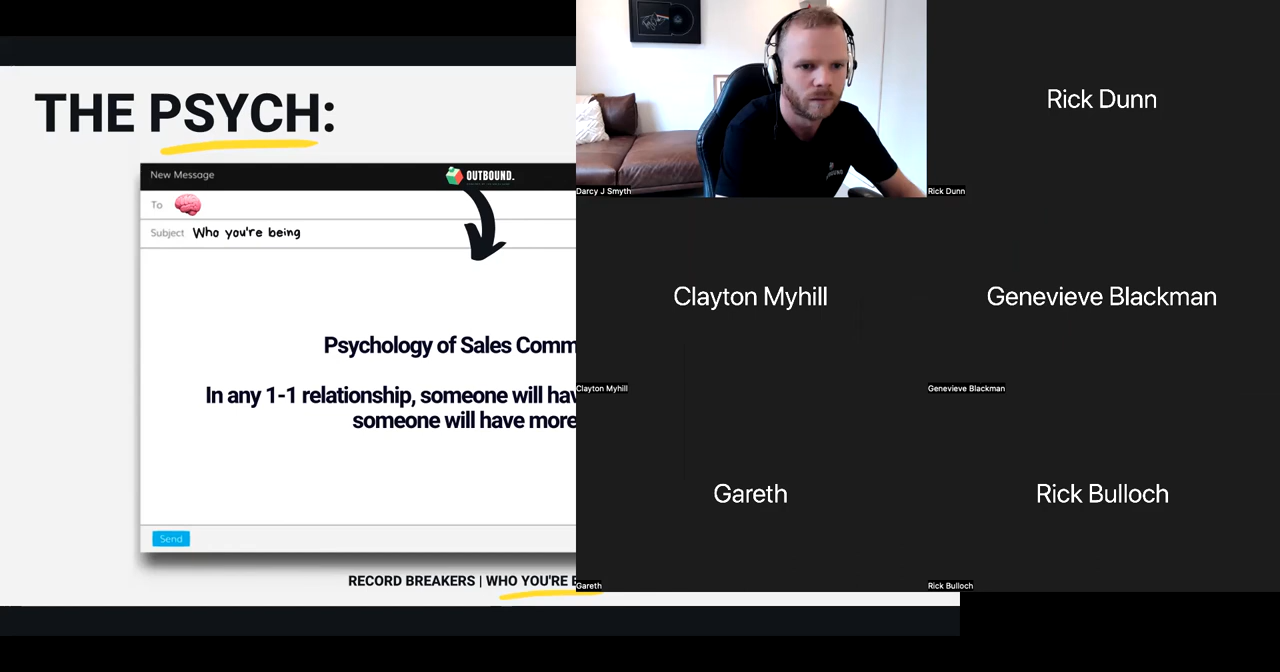 THE PSYCH:
New Message
OUTBOUND.
To
Subject Who you're being
Psychology of Sales Comm
In any 1-1 relationship, someone will hav
someone will have more
Send
RECORD BREAKERS | WHO YOU'RE
Darcy J Smyth
Rick Dunn
Rick Dunn
Clayton Myhill
Clayton Myhill
Genevieve Blackman
Genevieve Blackman
Gareth
Gareth
Rick Bulloch
Rick Bulloch